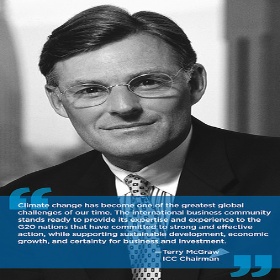 Climate change has become one of the greatest global
challenges of our time. The international business community
stands ready to provide its expertise and experience to the
G20 nations that have committed to strong and effective
action, while supporting sustainable development, economic
growth, and certainty for business and investment.
- Terry McGraw
ICC Chairman